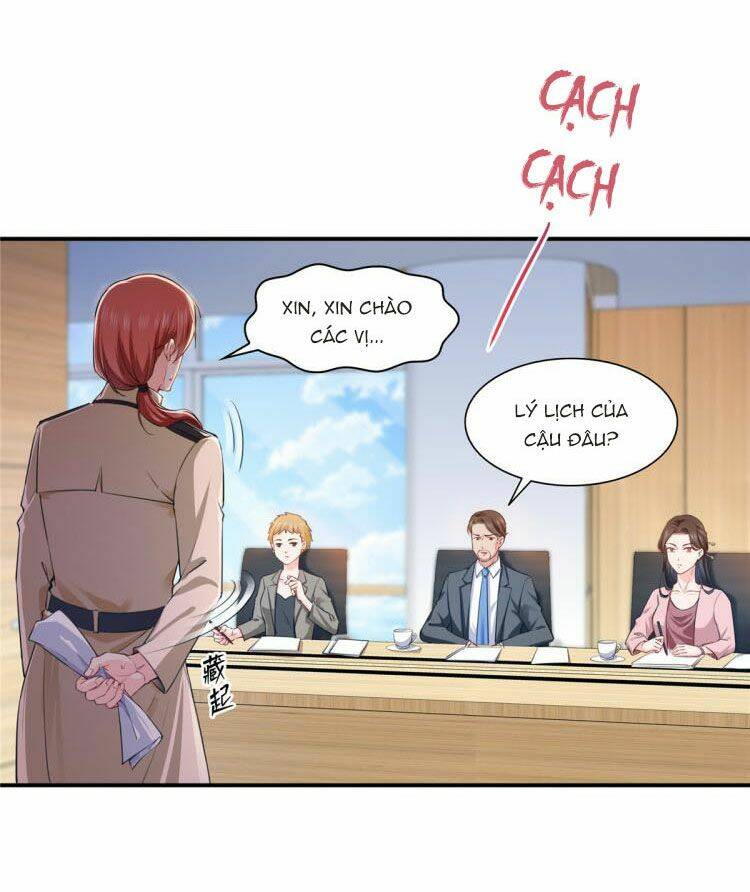 CẠCH
CẠCH
XIN, XIN CHÀO
CÁC VỊ...
LÝ LỊCH CỦA
CẬU ĐÂU?
藏起